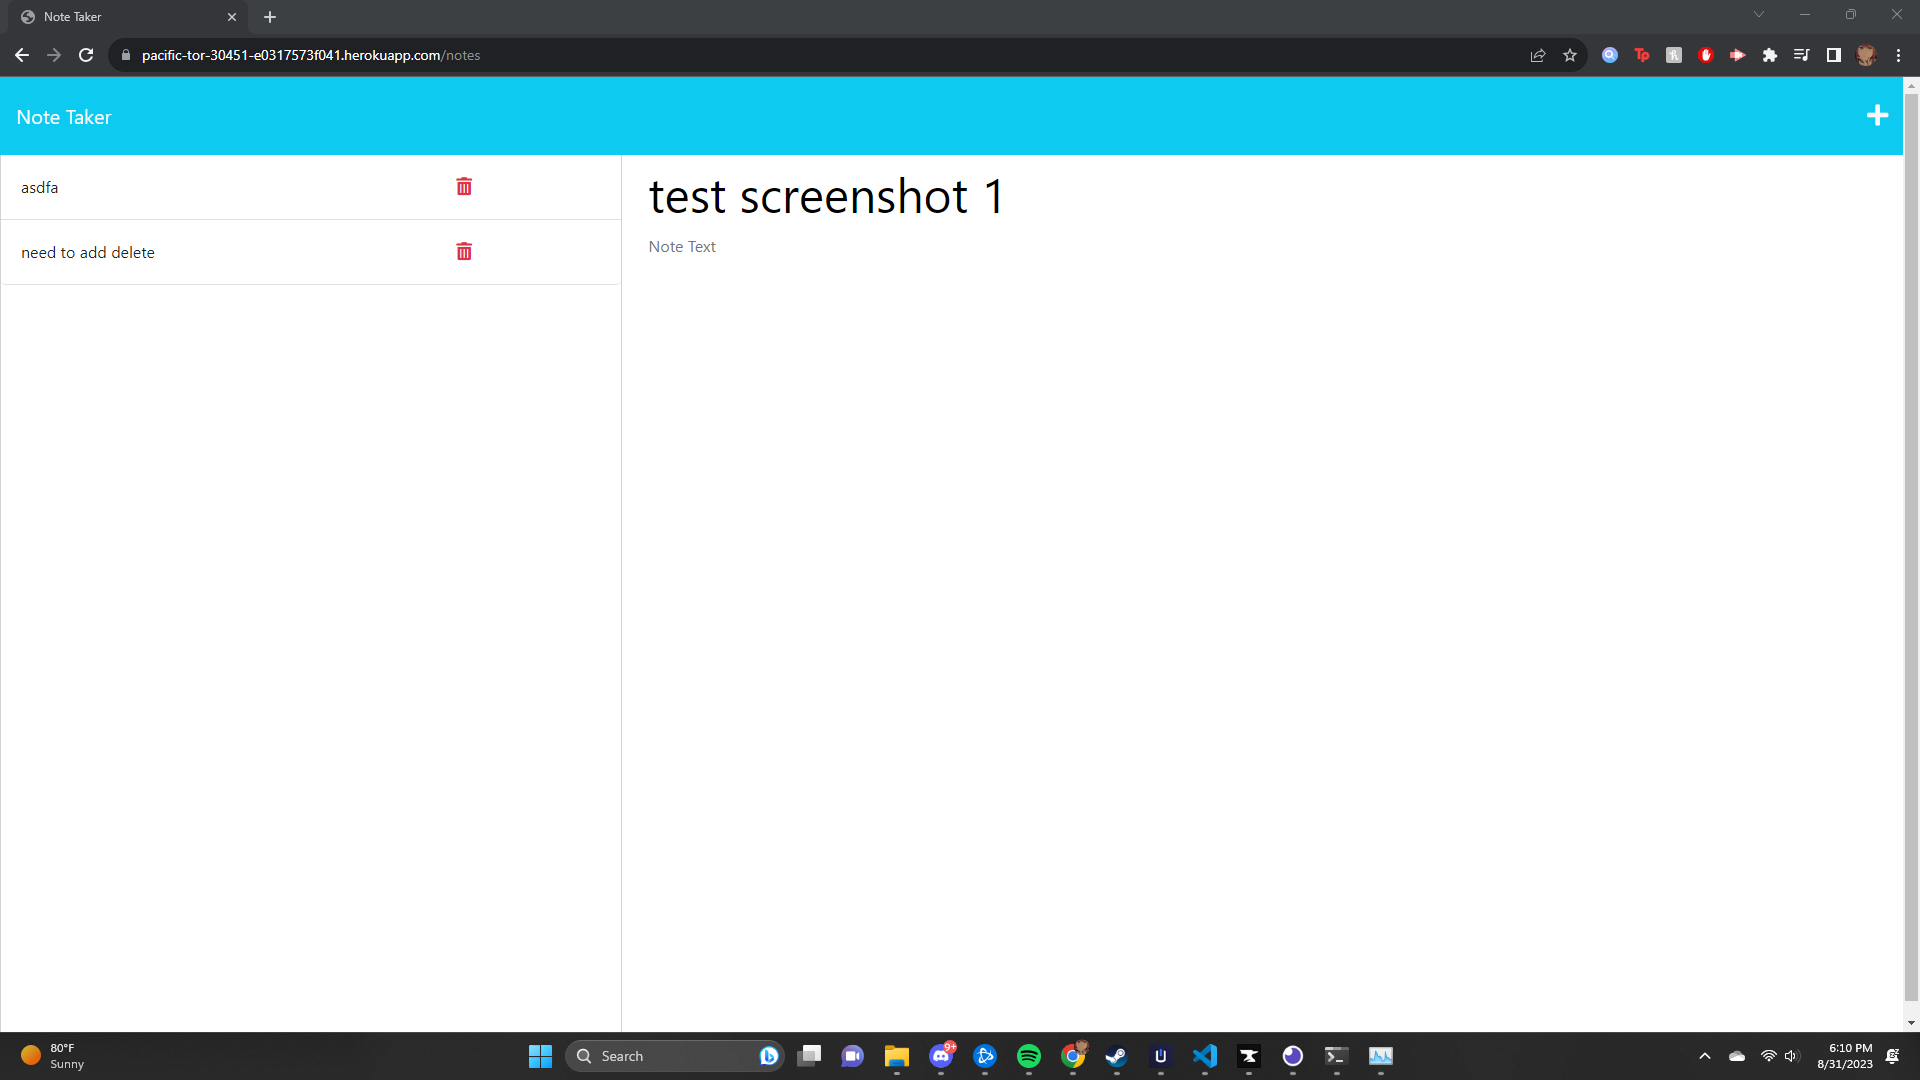 Note Taker
pacific-tor-30451-e0317573f041.herokuapp.com/notes
Tp
Note Taker
asdfa
need to add delete
test screenshot 1
Note Text
80°F
Sunny
Search
9+
6:10 PM
8/31/2023